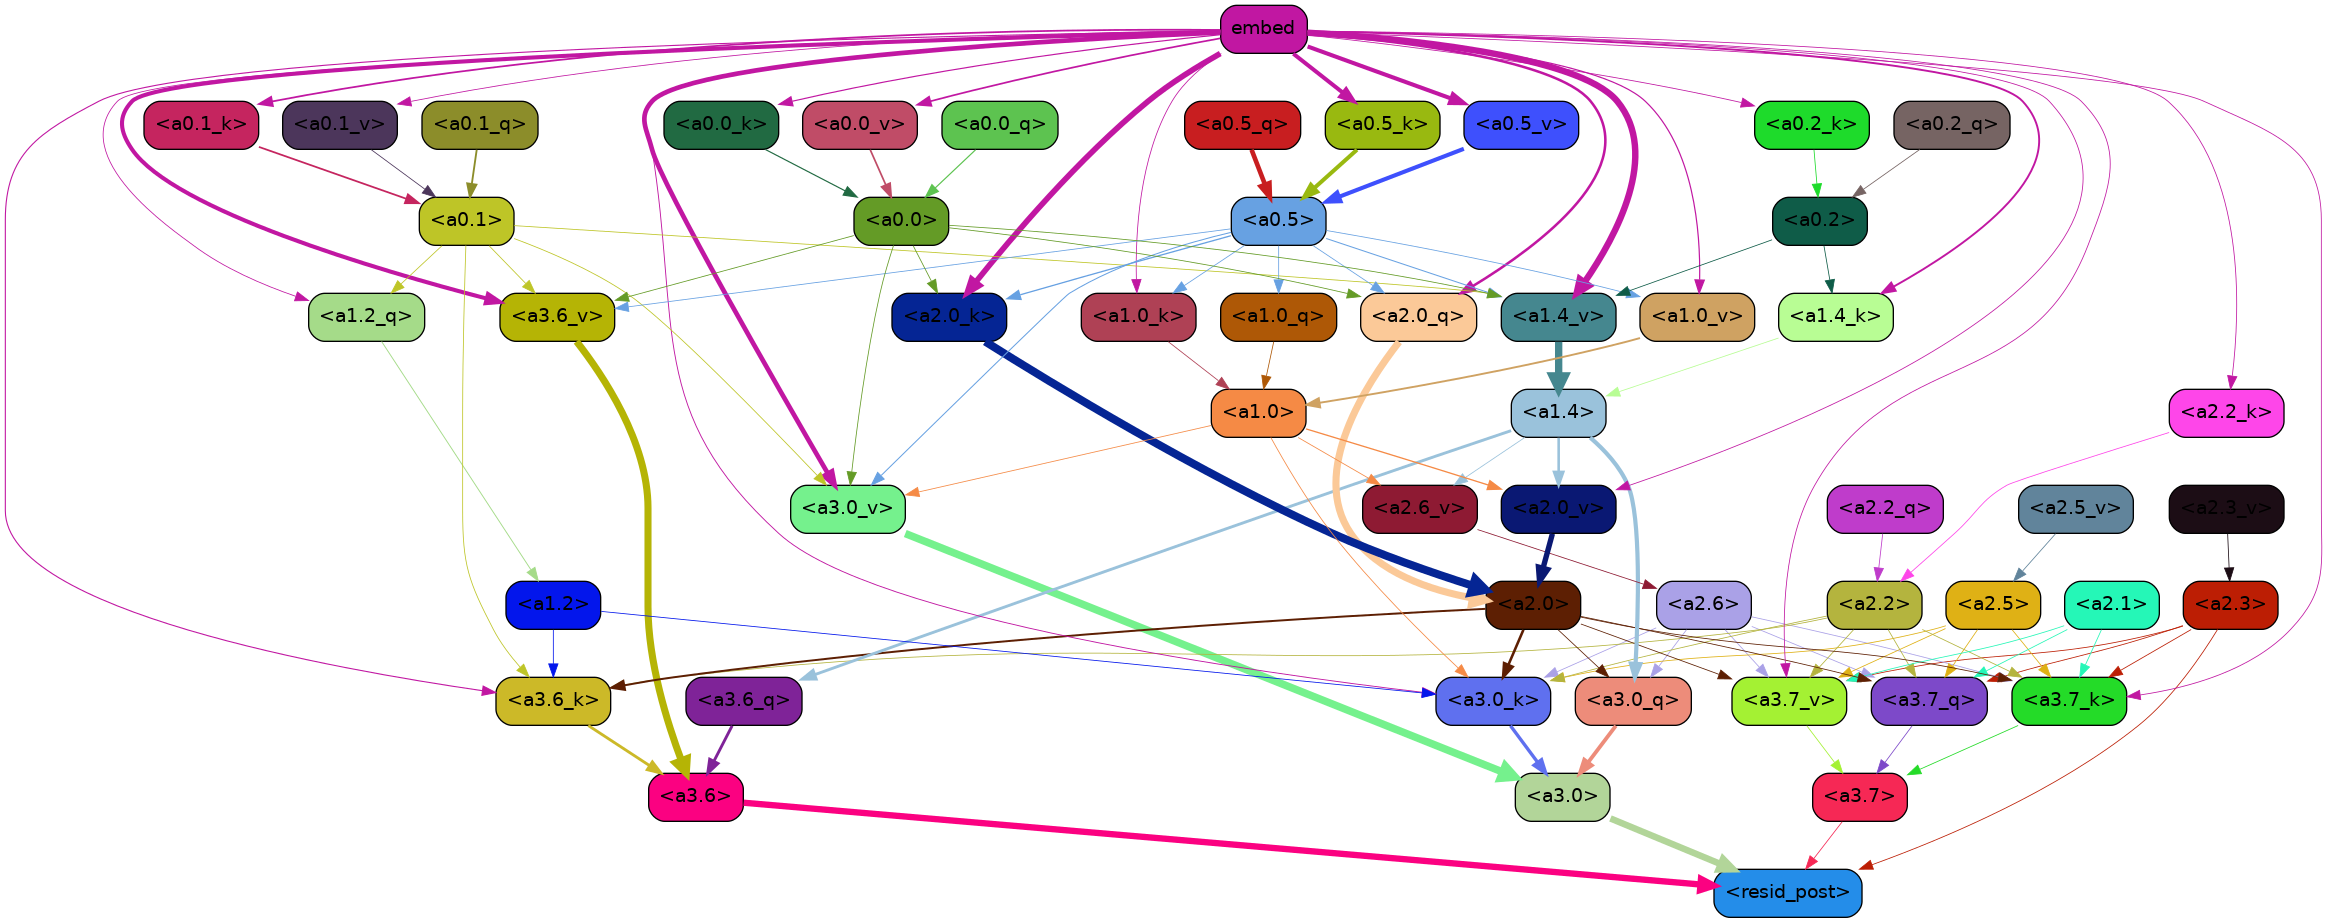 embed
<a0.1_k> <a0.1_v> <a0.1_q> <a0.0_k> <a0.0_v> <a0.0_q> <a0.5_q> <a0.5_k> <a0.5_v> <a0.2_k> <a0.2_q>
<a0.1> <a0.0> <a0.5> <a0.2>
<a1.2_q> <a3.6_v> <a2.0_k> <a1.0_k> <a1.0_q> <a2.0_q> <a1.4_v> <a1.0_v> <a1.4_k>
<a1.0> <a1.4> <a2.2_k>
<a3.0_v> <a2.6_v> <a2.0_v> <a2.2_q> <a2.5_v> <a2.3_v>
<a1.2> <a2.0> <a2.6> <a2.2> <a2.5> <a2.1> <a2.3>
<a3.6_k> <a3.6_q> <a3.0_k> <a3.0_q> <a3.7_v> <a3.7_q> <a3.7_k>
<a3.6> <a3.0> <a3.7>
<resid_post>